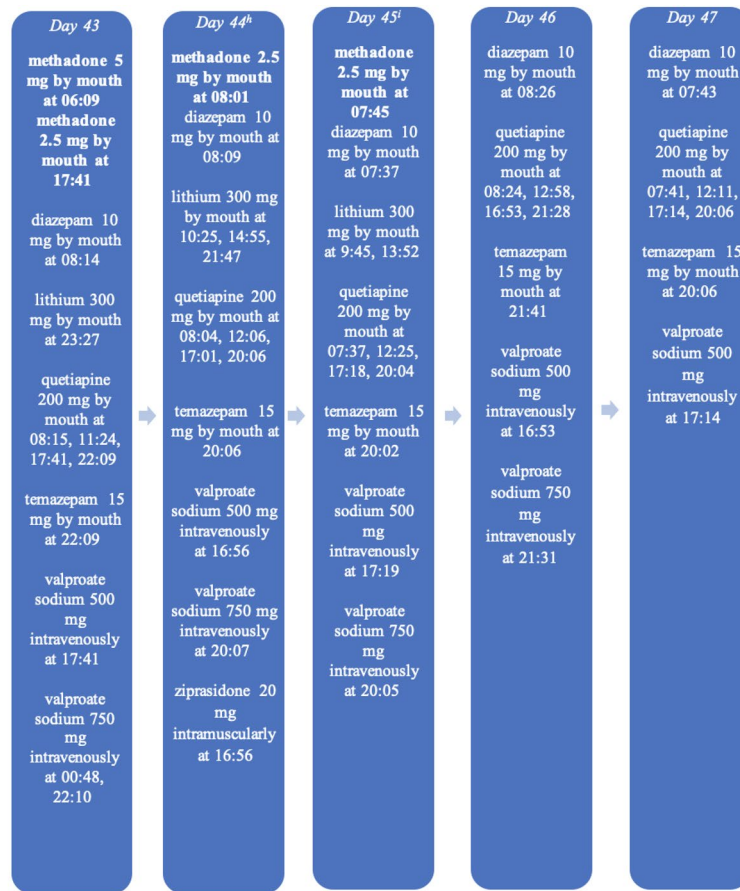 Day 43
methadone 5
mg by mouth
at 06:09
methadone
2.5 mg by
mouth at
17:41
diazepam 10
mg by mouth
at 08:14
lithium 300
mg by mouth
at 23:27
quetiapine
200 mg by
mouth at
08:15, 11:24,
17:41, 22:09
temazepam 15
mg by mouth at
22:09
valproate
sodium 500
mg
intravenously
at 17:41
valproate
sodium 750
mg
intravenously
at 00:48,
22:10
Day 44h
methadone 2.5
mg by mouth
at 08:01
diazepam 10
mg by mouth at
08:09
lithium 300 mg
by mouth at
10:25, 14:55,
21:47
quetiapine 200
mg by mouth at
08:04, 12:06,
17:01, 20:06
temazepam 15
mg by mouth at
20:06
valproate
sodium 500 mg
intravenously
at 16:56
valproate
sodium 750 mg
intravenously
at 20:07
ziprasidone 20
mg
intramuscularly
at 16:56
Day 45i
methadone
2.5 mg by
mouth at
07:45
diazepam 10
mg by mouth
at 07:37
lithium 300
mg by mouth
at 9:45, 13:52
quetiapine
200 mg by
mouth at
07:37, 12:25,
17:18, 20:04
temazepam 15
mg by mouth
at 20:02
valproate
sodium 500
mg
intravenously
at 17:19
valproate
sodium 750
mg
intravenously
at 20:05
Day 46
diazepam 10
mg by mouth
at 08:26
quetiapine
200 mg by
mouth at
08:24, 12:58,
16:53, 21:28
temazepam
15 mg by
mouth at
21:41
valproate
sodium 500
mg
intravenously
at 16:53
valproate
sodium 750
mg
intravenously
at 21:31
Day 47
diazepam 10
mg by mouth
at 07:43
quetiapine
200 mg by
mouth at
07:41, 12:11,
17:14, 20:06
temazepam 15
mg by mouth
at 20:06
valproate
sodium 500
mg
intravenously
at 17:14